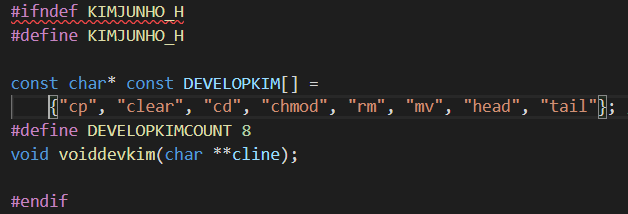 #ifndef KIMJUNHO_H
#define KIMJUNHO_H
const char* const DEVELOPKIM[] =
{"cp", "clear", "cd", "chmod", "rm", "mv", "head", "tail"};
#define DEVELOPKIMCOUNT 8
void voiddevkim(char **cline);
#endif